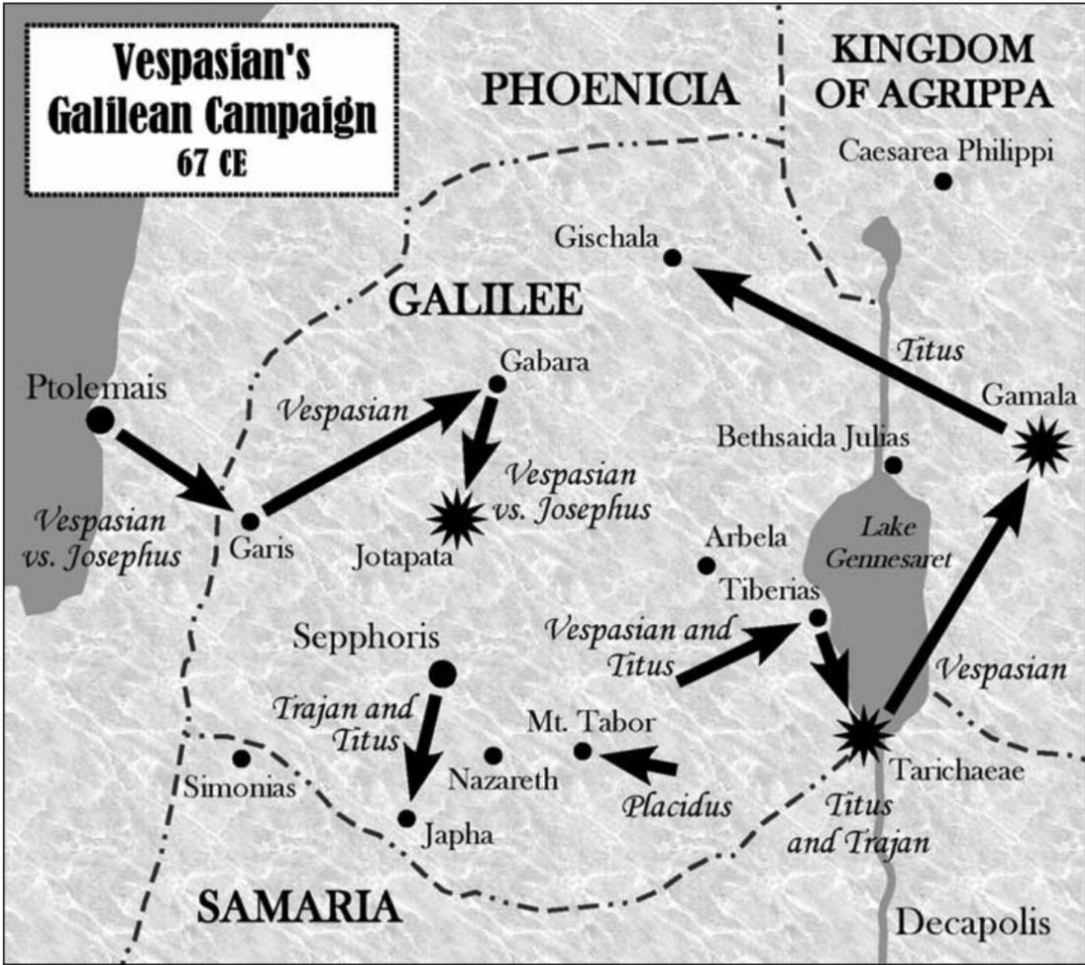 Vespasian's
Galilean Campaign
67 CE
PHOENICIA
KINGDOM
OF AGRIPPA
Caesarea Philippi
Gischala
GALILEE
Titus
Gabara
Ptolemais
Vespasian
Gamala
Bethsaida Julias
Vespasian
vs. Josephus
Vespasian
vs. Josephus
Garis
Jotapata
Lake
Gennesaret
Arbela
Tiberias
Sepphoris
Vespasian and
Titus
Vespasian
Trajan and
Titus
Mt. Tabor
Nazareth
Simonias
Tarichaeae
Placidus
Titus
and Trajan
Japha
SAMARIA
Decapolis